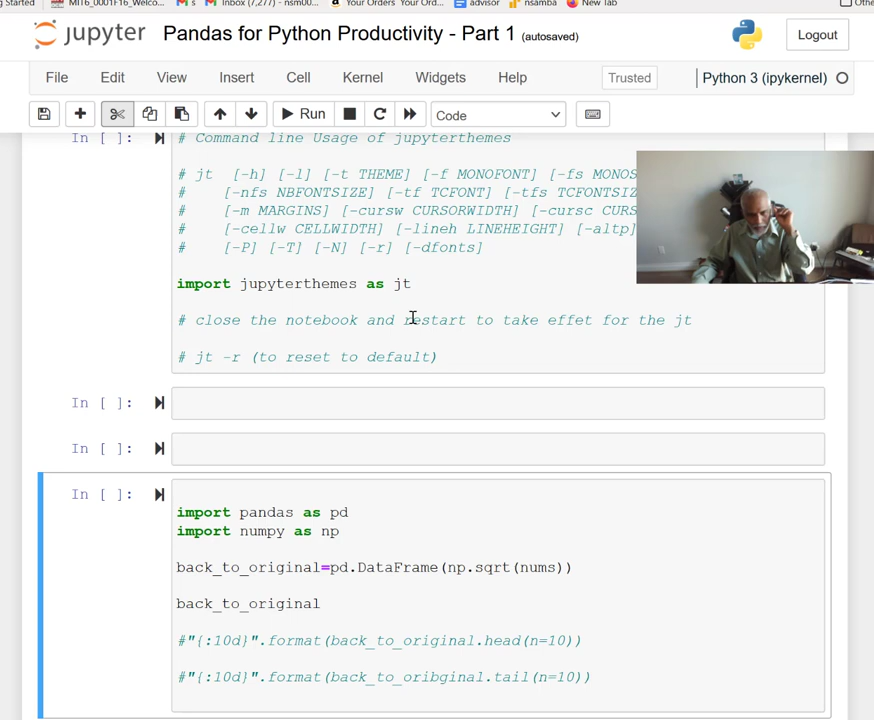 g Started MIT6_0001F16_Welco... M s Inbox (7,277) - nsm00... Your Orders Your Ord... advisor nsamba New Tab Othe
jupyter Pandas for Python Productivity - Part 1 (autosaved) Logout
File Edit View Insert Cell Kernel Widgets Help Trusted Python 3 (ipykernel)
Run Code
In [ ]: # Command line Usage of jupyterthemes
# jt [-h] [-l] [-t THEME] [-f MONOFONT] [-fs MONOS
# [-nfs NBFONTSIZE] [-tf TCFONT] [-tfs TCFONTSIZ
# [-m MARGINS] [-cursw CURSORWIDTH] [-cursc CURS
# [-cellw CELLWIDTH] [-lineh LINEHEIGHT] [-altp]
# [-P] [-T] [-N] [-r] [-dfonts]
import jupyterthemes as jt
# close the notebook and restart to take effet for the jt
# jt -r (to reset to default)
In [ ]:
In [ ]:
In [ ]:
import pandas as pd
import numpy as np
back_to_original=pd.DataFrame(np.sqrt(nums))
back_to_original
#"{:10d}".format(back_to_original.head(n=10))
#"{:10d}".format(back_to_oribginal.tail(n=10))